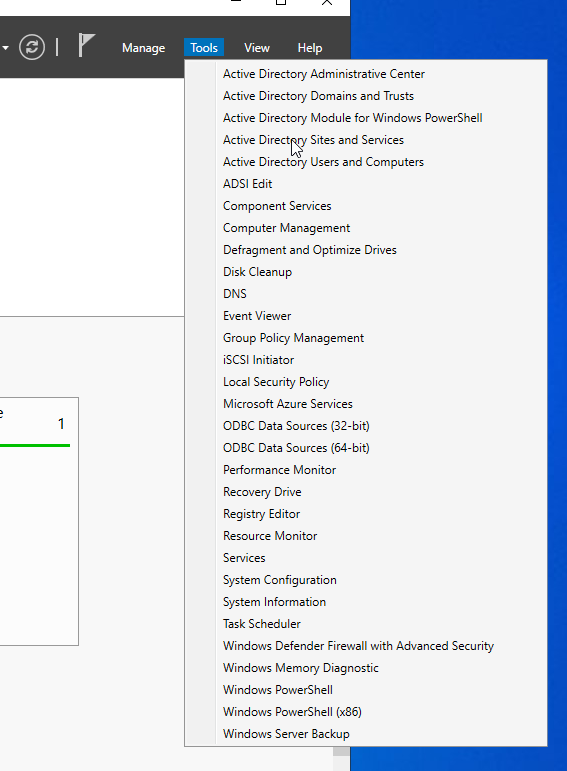 Manage Tools View Help
Active Directory Administrative Center
Active Directory Domains and Trusts
Active Directory Module for Windows PowerShell
Active Directory Sites and Services
Active Directory Users and Computers
ADSI Edit
Component Services
Computer Management
Defragment and Optimize Drives
Disk Cleanup
DNS
Event Viewer
Group Policy Management
iSCSI Initiator
Local Security Policy
Microsoft Azure Services
ODBC Data Sources (32-bit)
ODBC Data Sources (64-bit)
Performance Monitor
Recovery Drive
Registry Editor
Resource Monitor
Services
System Configuration
System Information
Task Scheduler
Windows Defender Firewall with Advanced Security
Windows Memory Diagnostic
Windows PowerShell
Windows PowerShell (x86)
Windows Server Backup
1